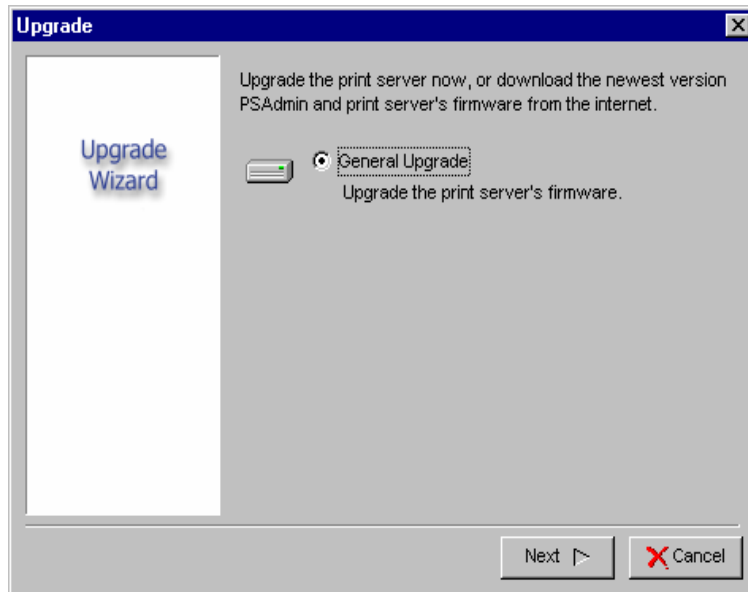 Upgrade
Upgrade
Wizard
Upgrade the print server now, or download the newest version
PSAdmin and print server's firmware from the internet.
General Upgrade
Upgrade the print server's firmware.
Next
Cancel